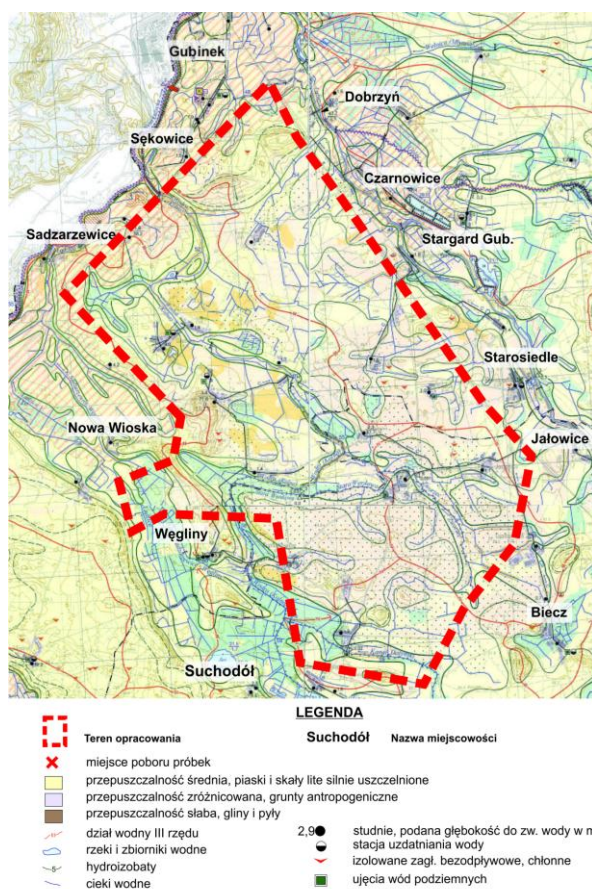 Gubinek
Dobrzyń
Sękowice
Czarnowice
Sadzarzewice
Stargard Gub.
Starosiedle
Nowa Wioska
Jałowice
Węgliny
Biecz
Suchodół
LEGENDA
Teren opracowania
Suchodół Nazwa miejscowości
miejsce poboru próbek
przepuszczalność średnia, piaski i skały lite silnie uszczelnione
przepuszczalność zróżnicowana, grunty antropogeniczne
przepuszczalność słaba, gliny i pyły
dział wodny III rzędu
2,9 studnie, podana głębokość do zw. wody w m
rzeki i zbiorniki wodne
stacja uzdatniania wody
hydroizobaty
izolowane zagł. bezodpływowe, chłonne
cieki wodne
ujęcia wód podziemnych